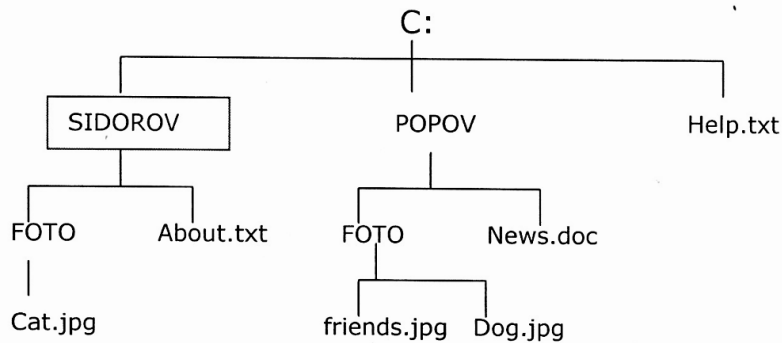 C:
SIDOROV POPOV Help.txt
FOTO About.txt FOTO News.doc
Cat.jpg friends.jpg Dog.jpg